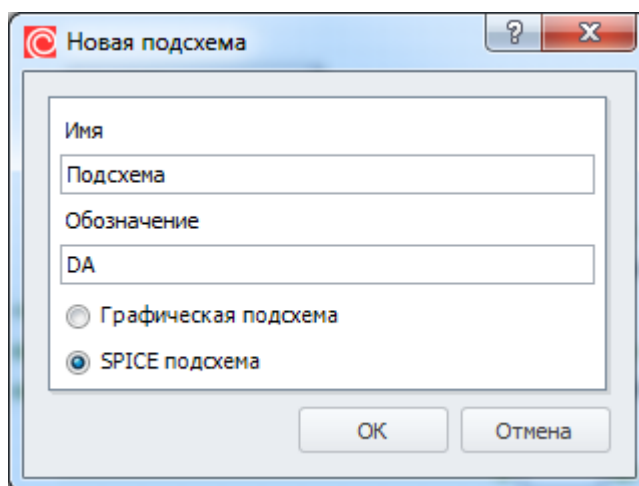 Новая подсхема
Имя
Подсхема
Обозначение
DA
Графическая подсхема
SPICE подсхема
OK
Отмена